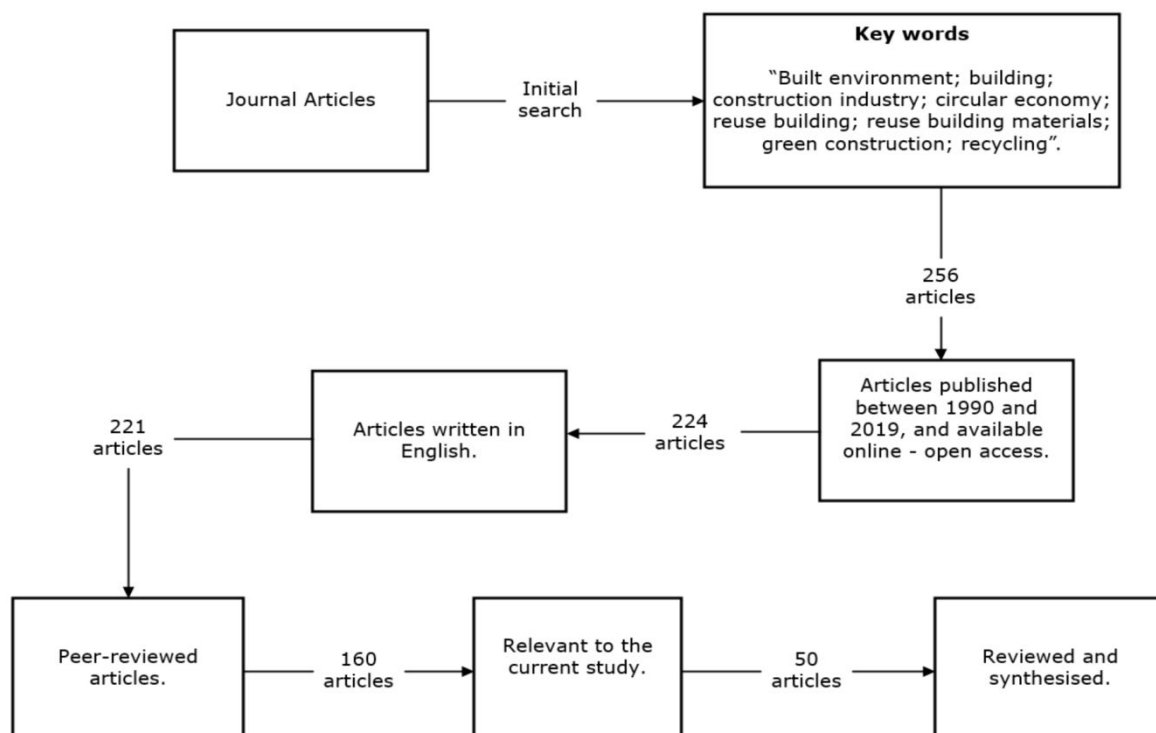 Journal Articles
Initial
search
Key words
“Built environment; building;
construction industry; circular economy;
reuse building; reuse building materials;
green construction; recycling”.
256
articles
Articles published
between 1990 and
2019, and available
online - open access.
224
articles
Articles written in
English.
221
articles
Peer-reviewed
articles.
160
articles
Relevant to the
current study.
50
articles
Reviewed and
synthesised.